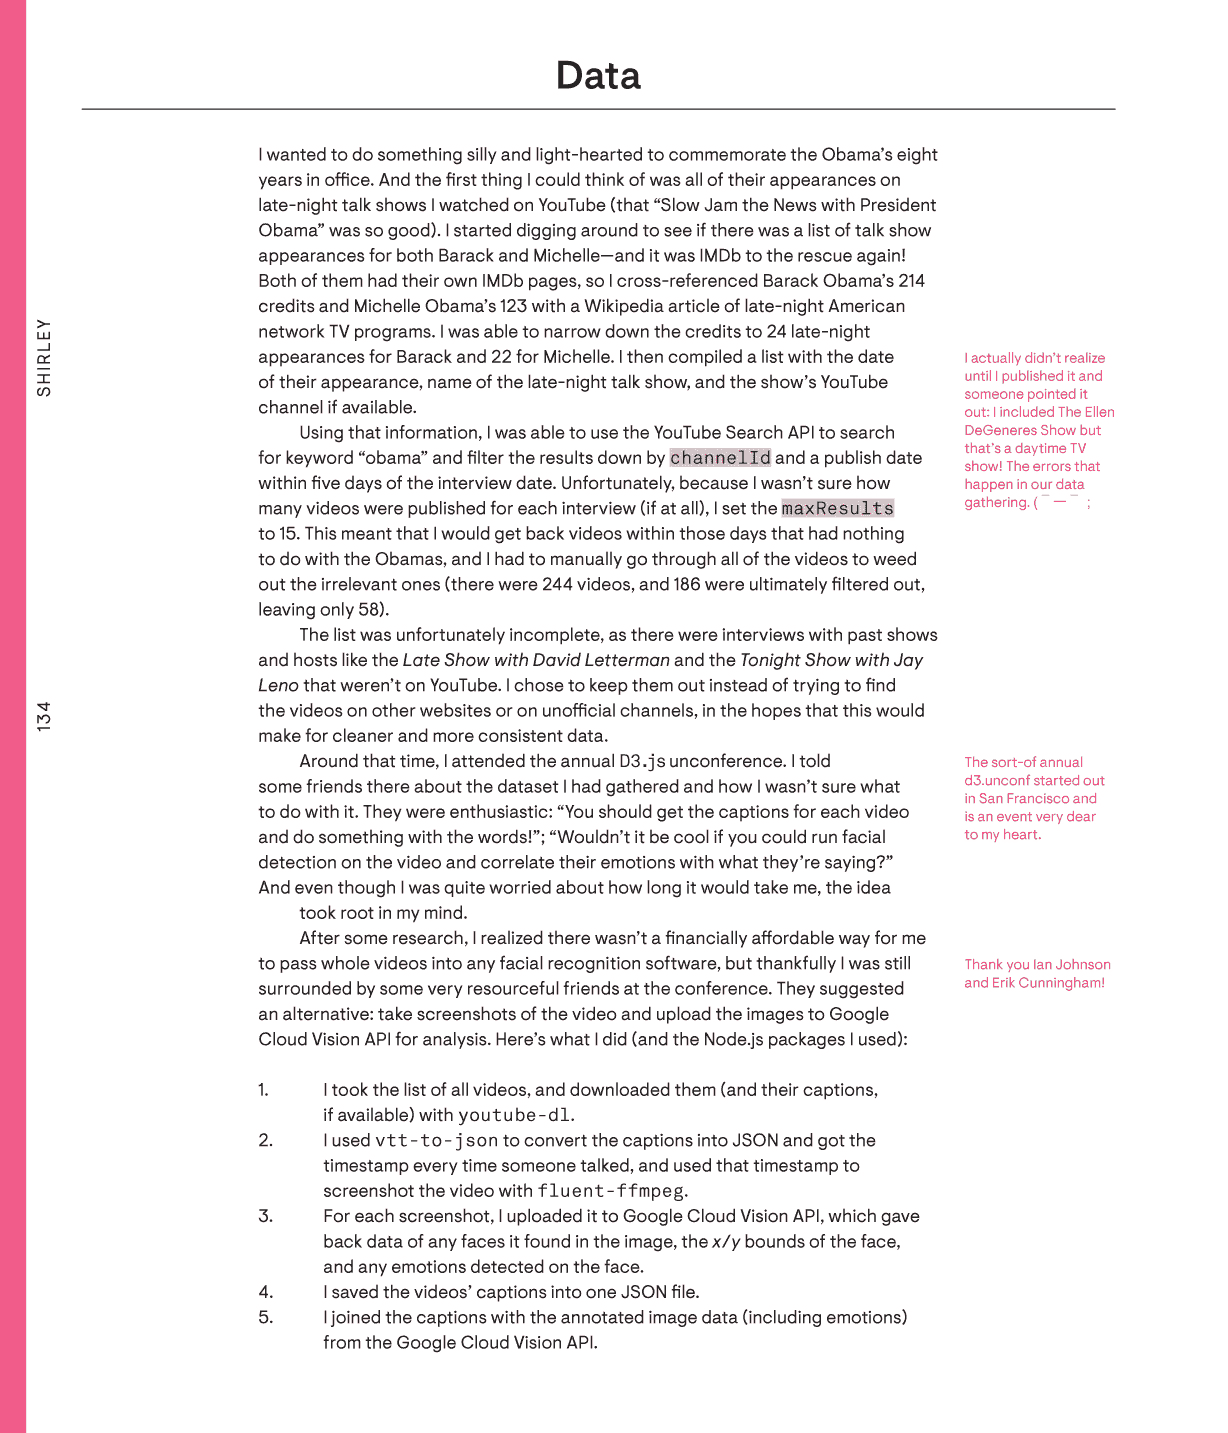 Data
I wanted to do something silly and light-hearted to commemorate the Obama’s eight
years in office. And the first thing I could think of was all of their appearances on
late-night talk shows I watched on YouTube (that “Slow Jam the News with President
Obama” was so good). I started digging around to see if there was a list of talk show
appearances for both Barack and Michelle—and it was IMDb to the rescue again!
Both of them had their own IMDb pages, so I cross-referenced Barack Obama’s 214
credits and Michelle Obama’s 123 with a Wikipedia article of late-night American
network TV programs. I was able to narrow down the credits to 24 late-night
appearances for Barack and 22 for Michelle. I then compiled a list with the date
of their appearance, name of the late-night talk show, and the show’s YouTube
channel if available.
Using that information, I was able to use the YouTube Search API to search
for keyword “obama” and filter the results down by channelId and a publish date
within five days of the interview date. Unfortunately, because I wasn’t sure how
many videos were published for each interview (if at all), I set the maxResults
to 15. This meant that I would get back videos within those days that had nothing
to do with the Obamas, and I had to manually go through all of the videos to weed
out the irrelevant ones (there were 244 videos, and 186 were ultimately filtered out,
leaving only 58).
The list was unfortunately incomplete, as there were interviews with past shows
and hosts like the Late Show with David Letterman and the Tonight Show with Jay
Leno that weren’t on YouTube. I chose to keep them out instead of trying to find
the videos on other websites or on unofficial channels, in the hopes that this would
make for cleaner and more consistent data.
Around that time, I attended the annual D3.js unconference. I told
some friends there about the dataset I had gathered and how I wasn’t sure what
to do with it. They were enthusiastic: “You should get the captions for each video
and do something with the words!”; “Wouldn’t it be cool if you could run facial
detection on the video and correlate their emotions with what they’re saying?”
And even though I was quite worried about how long it would take me, the idea
took root in my mind.
After some research, I realized there wasn’t a financially affordable way for me
to pass whole videos into any facial recognition software, but thankfully I was still
surrounded by some very resourceful friends at the conference. They suggested
an alternative: take screenshots of the video and upload the images to Google
Cloud Vision API for analysis. Here’s what I did (and the Node.js packages I used):
1. I took the list of all videos, and downloaded them (and their captions,
if available) with youtube-dl.
2. I used vtt-to-json to convert the captions into JSON and got the
timestamp every time someone talked, and used that timestamp to
screenshot the video with fluent-ffmpeg.
3. For each screenshot, I uploaded it to Google Cloud Vision API, which gave
back data of any faces it found in the image, the x/y bounds of the face,
and any emotions detected on the face.
4. I saved the videos’ captions into one JSON file.
5. I joined the captions with the annotated image data (including emotions)
from the Google Cloud Vision API.
I actually didn’t realize
until I published it and
someone pointed it
out: I included The Ellen
DeGeneres Show but
that’s a daytime TV
show! The errors that
happen in our data
gathering. (¯—¯;
The sort-of annual
d3.unconf started out
in San Francisco and
is an event very dear
to my heart.
Thank you Ian Johnson
and Erik Cunningham!
SHIRLEY
134